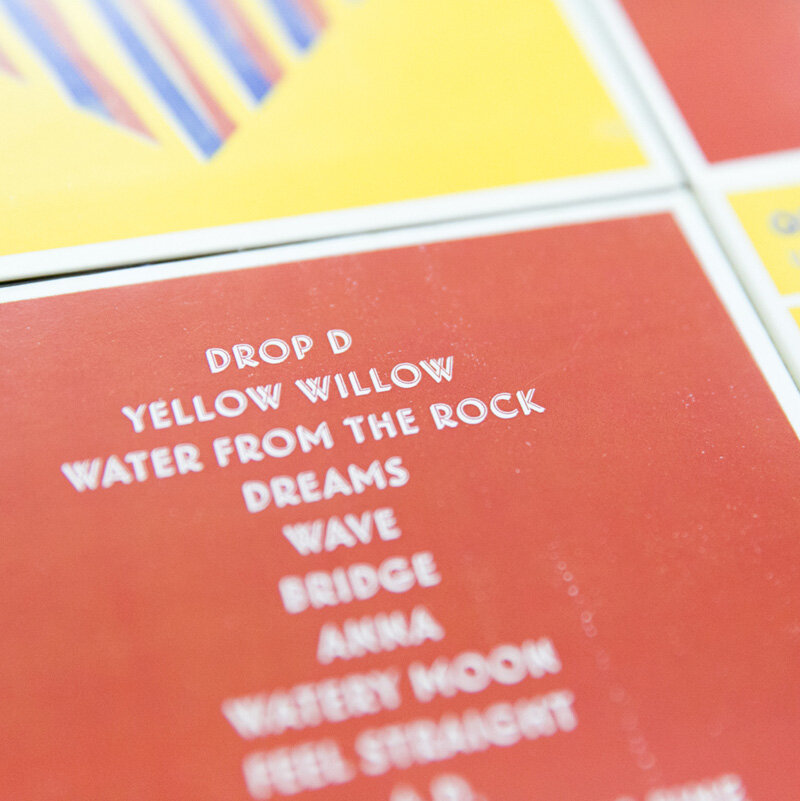 DROP D
YELLOW WILLOW
WATER FROM THE ROCK
DREAMS
WAVE
BRIDGE
ANNA
WATERY MOON
FEEL STRAIGHT